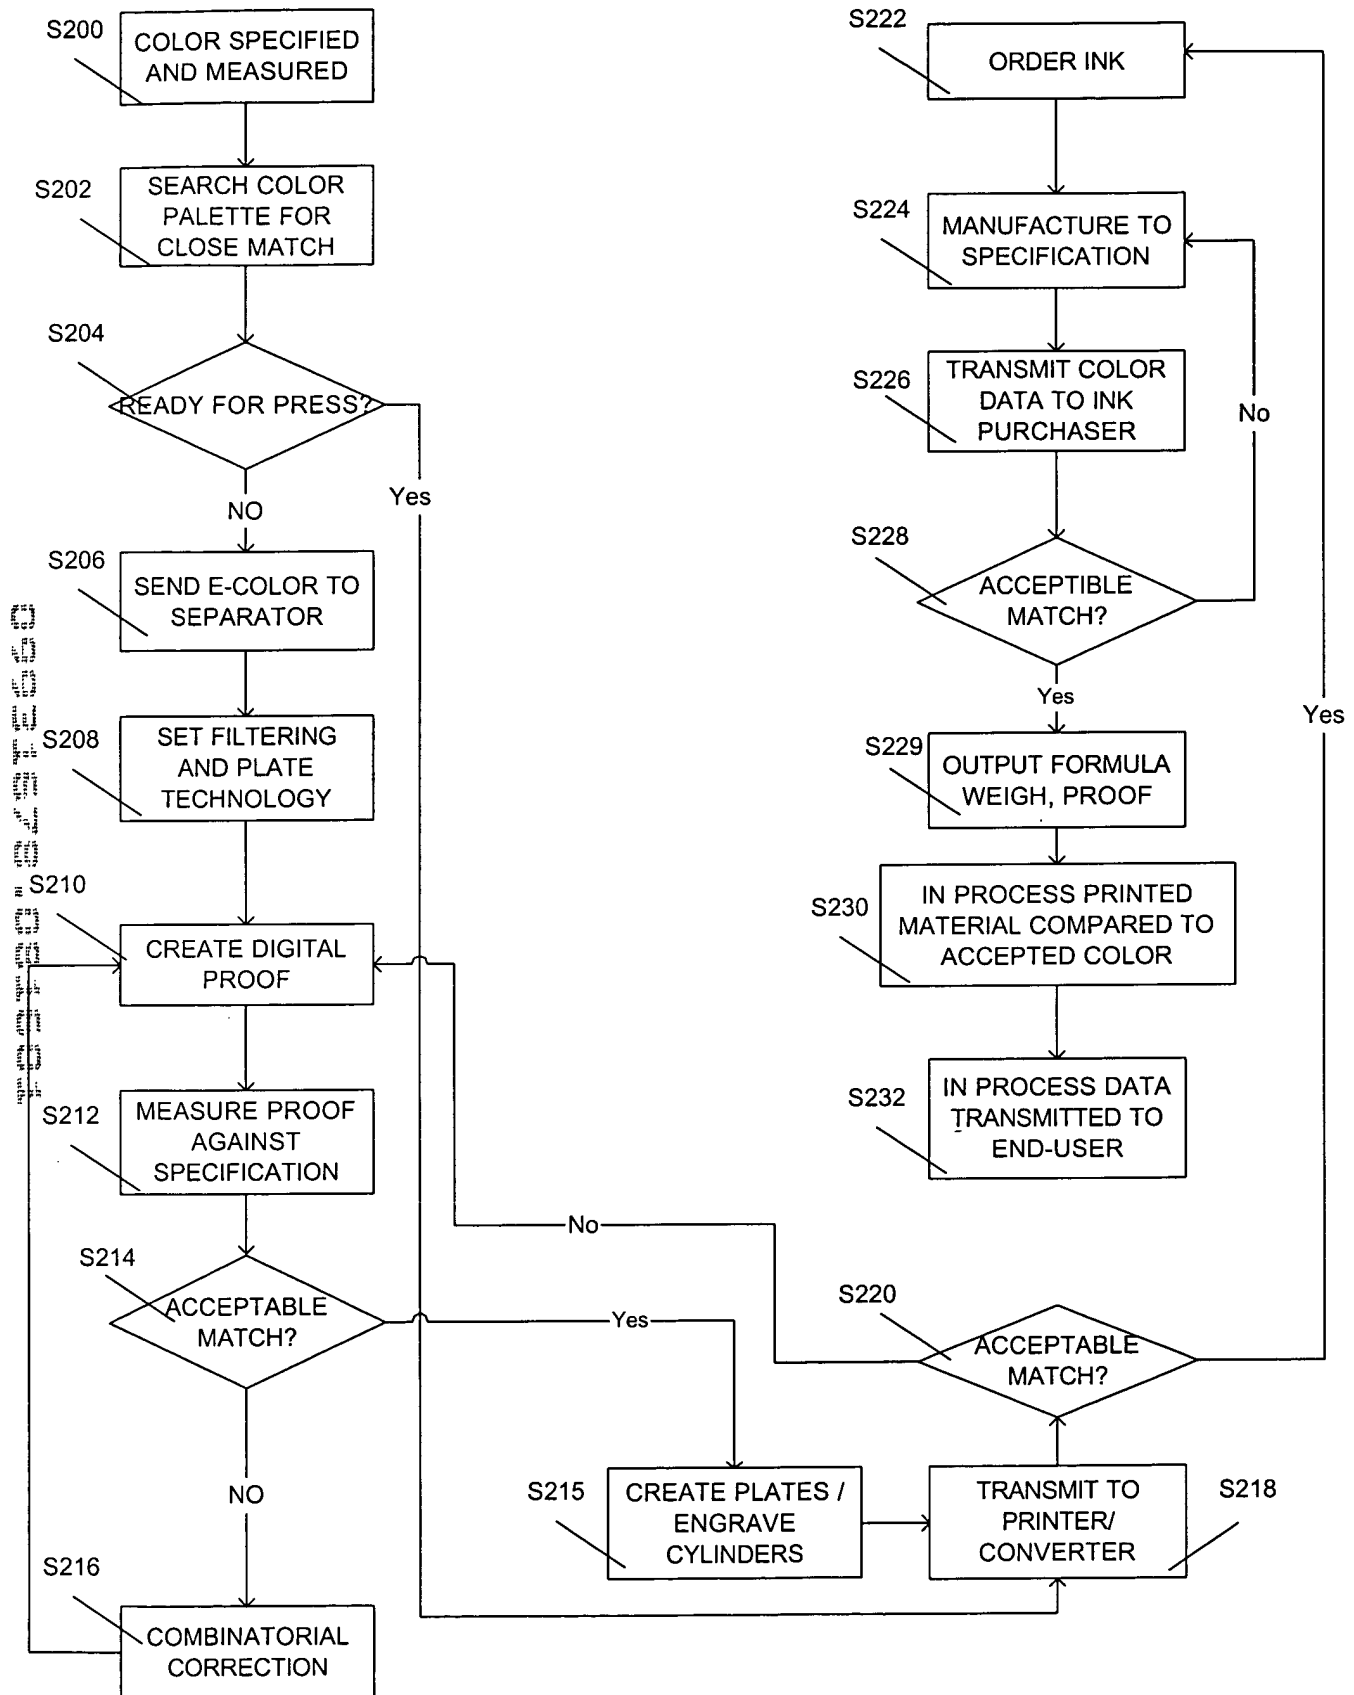 S200
COLOR SPECIFIED
AND MEASURED
S202
SEARCH COLOR
PALETTE FOR
CLOSE MATCH
S204
READY FOR PRESS?
Yes
NO
S206
SEND E-COLOR TO
SEPARATOR
S208
SET FILTERING
AND PLATE
TECHNOLOGY
S210
CREATE DIGITAL
PROOF
S212
MEASURE PROOF
AGAINST
SPECIFICATION
S214
ACCEPTABLE
MATCH?
Yes
NO
S216
COMBINATORIAL
CORRECTION
S215
CREATE PLATES /
ENGRAVE
CYLINDERS
S218
TRANSMIT TO
PRINTER/
CONVERTER
S220
ACCEPTABLE
MATCH?
No
Yes
S222
ORDER INK
S224
MANUFACTURE TO
SPECIFICATION
S226
TRANSMIT COLOR
DATA TO INK
PURCHASER
No
S228
ACCEPTIBLE
MATCH?
Yes
S229
OUTPUT FORMULA
WEIGH, PROOF
S230
IN PROCESS PRINTED
MATERIAL COMPARED TO
ACCEPTED COLOR
S232
IN PROCESS DATA
TRANSMITTED TO
END-USER